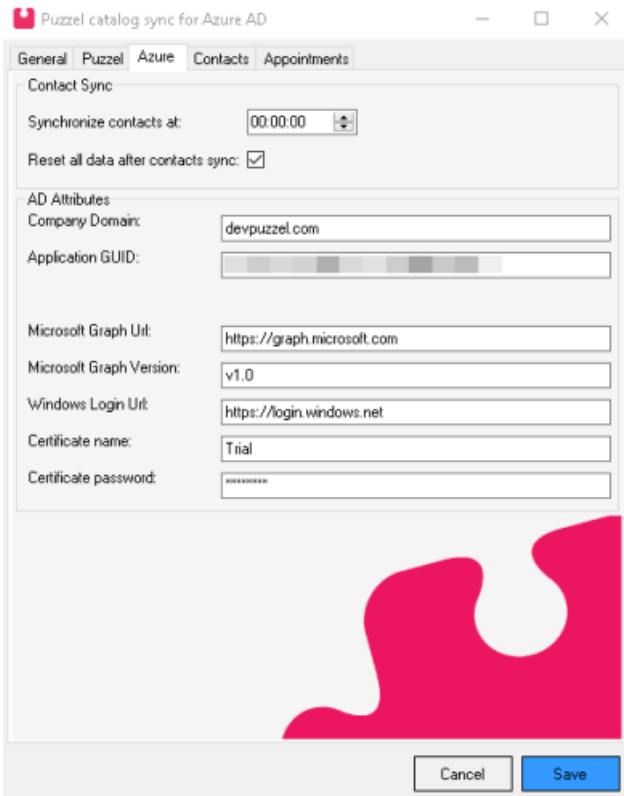 Puzzel catalog sync for Azure AD
General Puzzel Azure Contacts Appointments
Contact Sync
Synchronize contacts at: 00:00:00
Reset all data after contacts sync:
AD Attributes
Company Domain: devpuzzel.com
Application GUID:
Microsoft Graph Url: https://graph.microsoft.com
Microsoft Graph Version: v1.0
Windows Login Url: https://login.windows.net
Certificate name: Trial
Certificate password: ********
Cancel Save